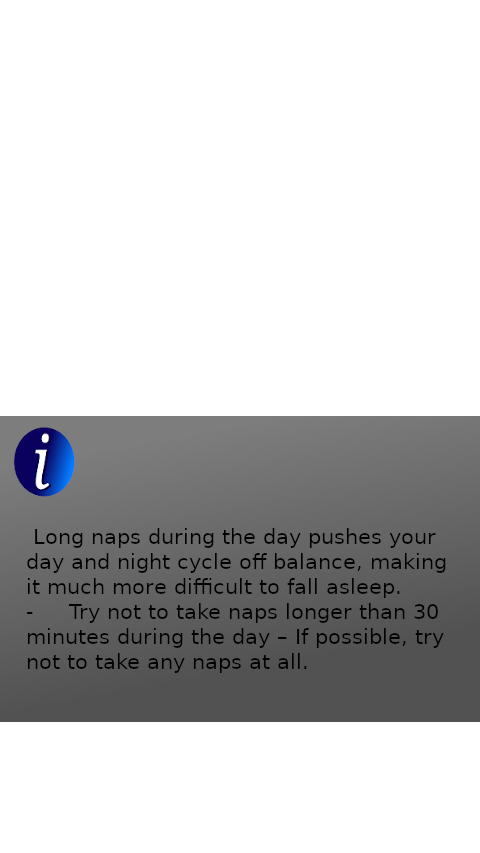 i
Long naps during the day pushes your
day and night cycle off balance, making
it much more difficult to fall asleep.
- Try not to take naps longer than 30
minutes during the day – If possible, try
not to take any naps at all.